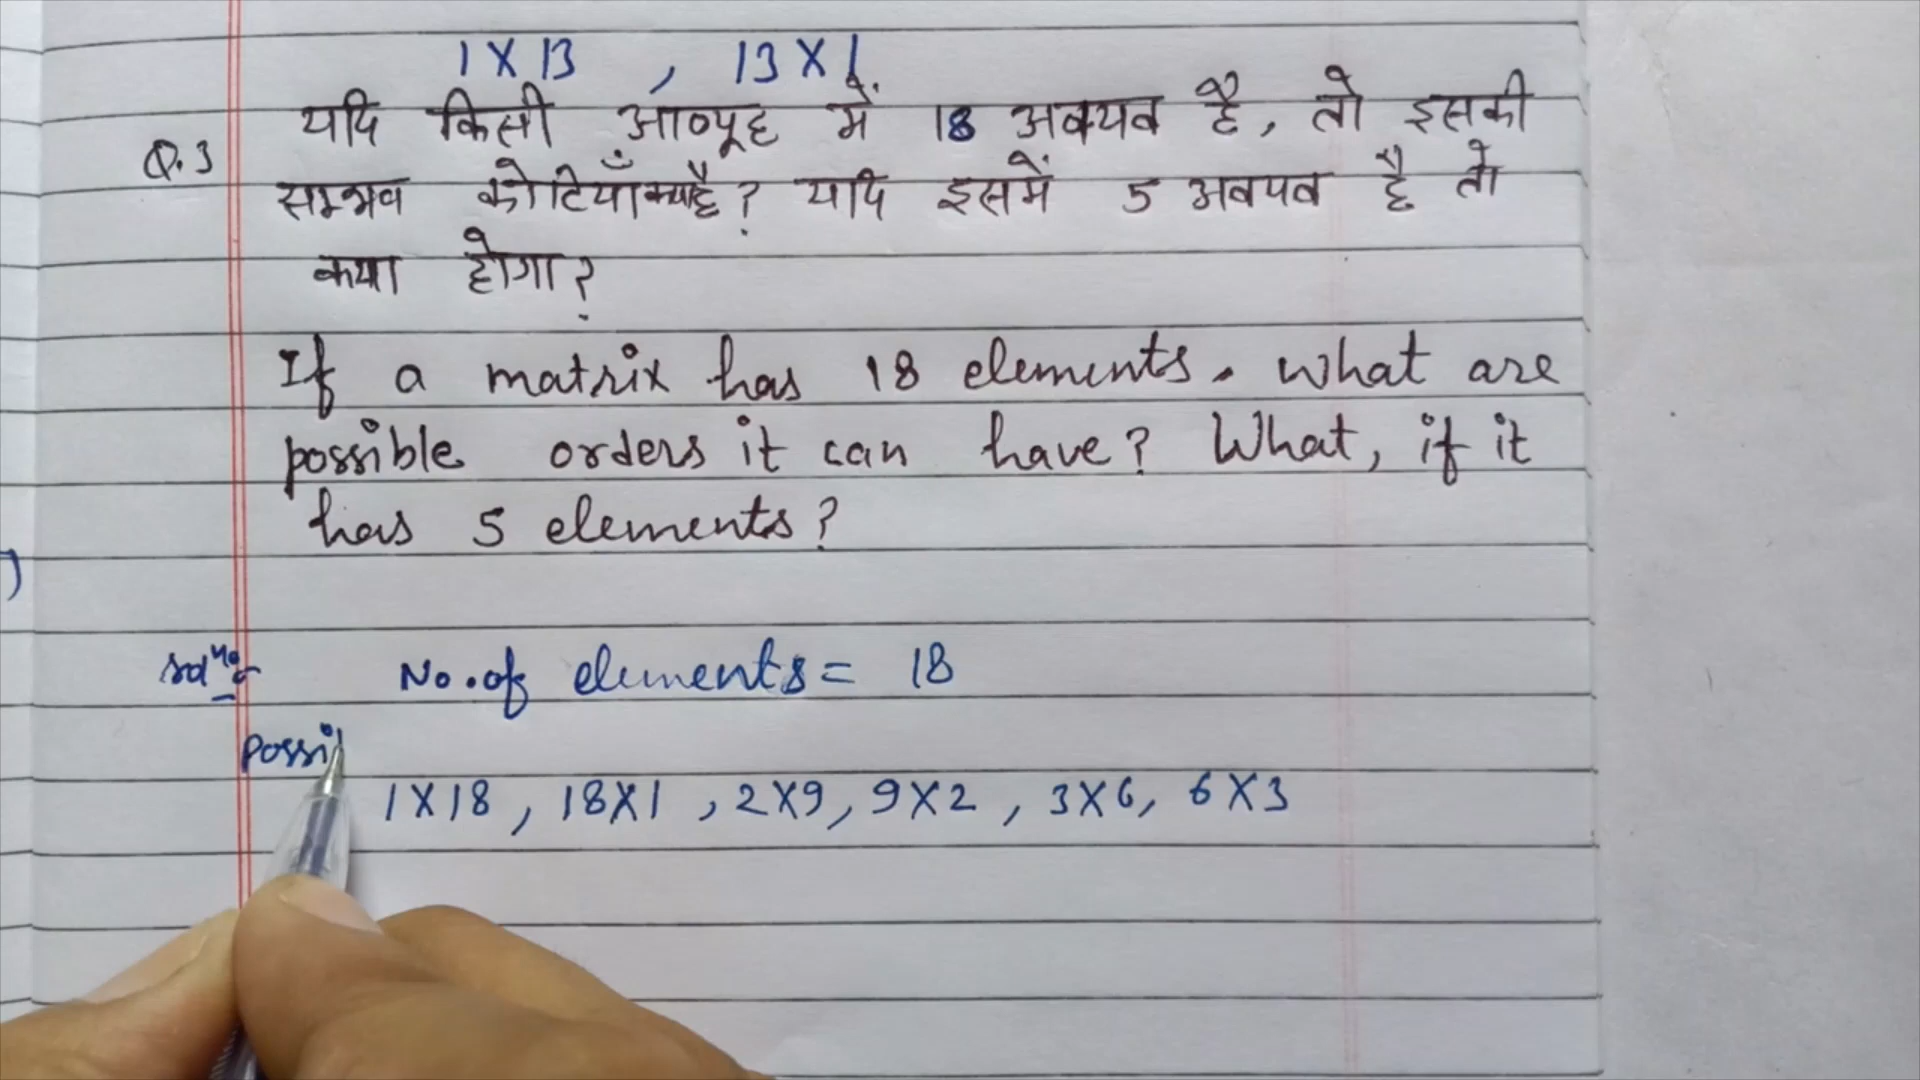 1 X 13 , 13 X 1
यदि किसी आव्यूह में 18 अवयव है, तो इसकी
Q.3
सम्भव कोटियाँ क्या है? यदि इसमें 5 अवयव है तो
क्या होगा?
If a matrix has 18 elements. what are
possible orders it can have? What, if it
has 5 elements?
solⁿ No. of elements = 18
possi
1 X 18 , 18 X 1 , 2 X 9, 9 X 2 , 3 X 6, 6 X 3